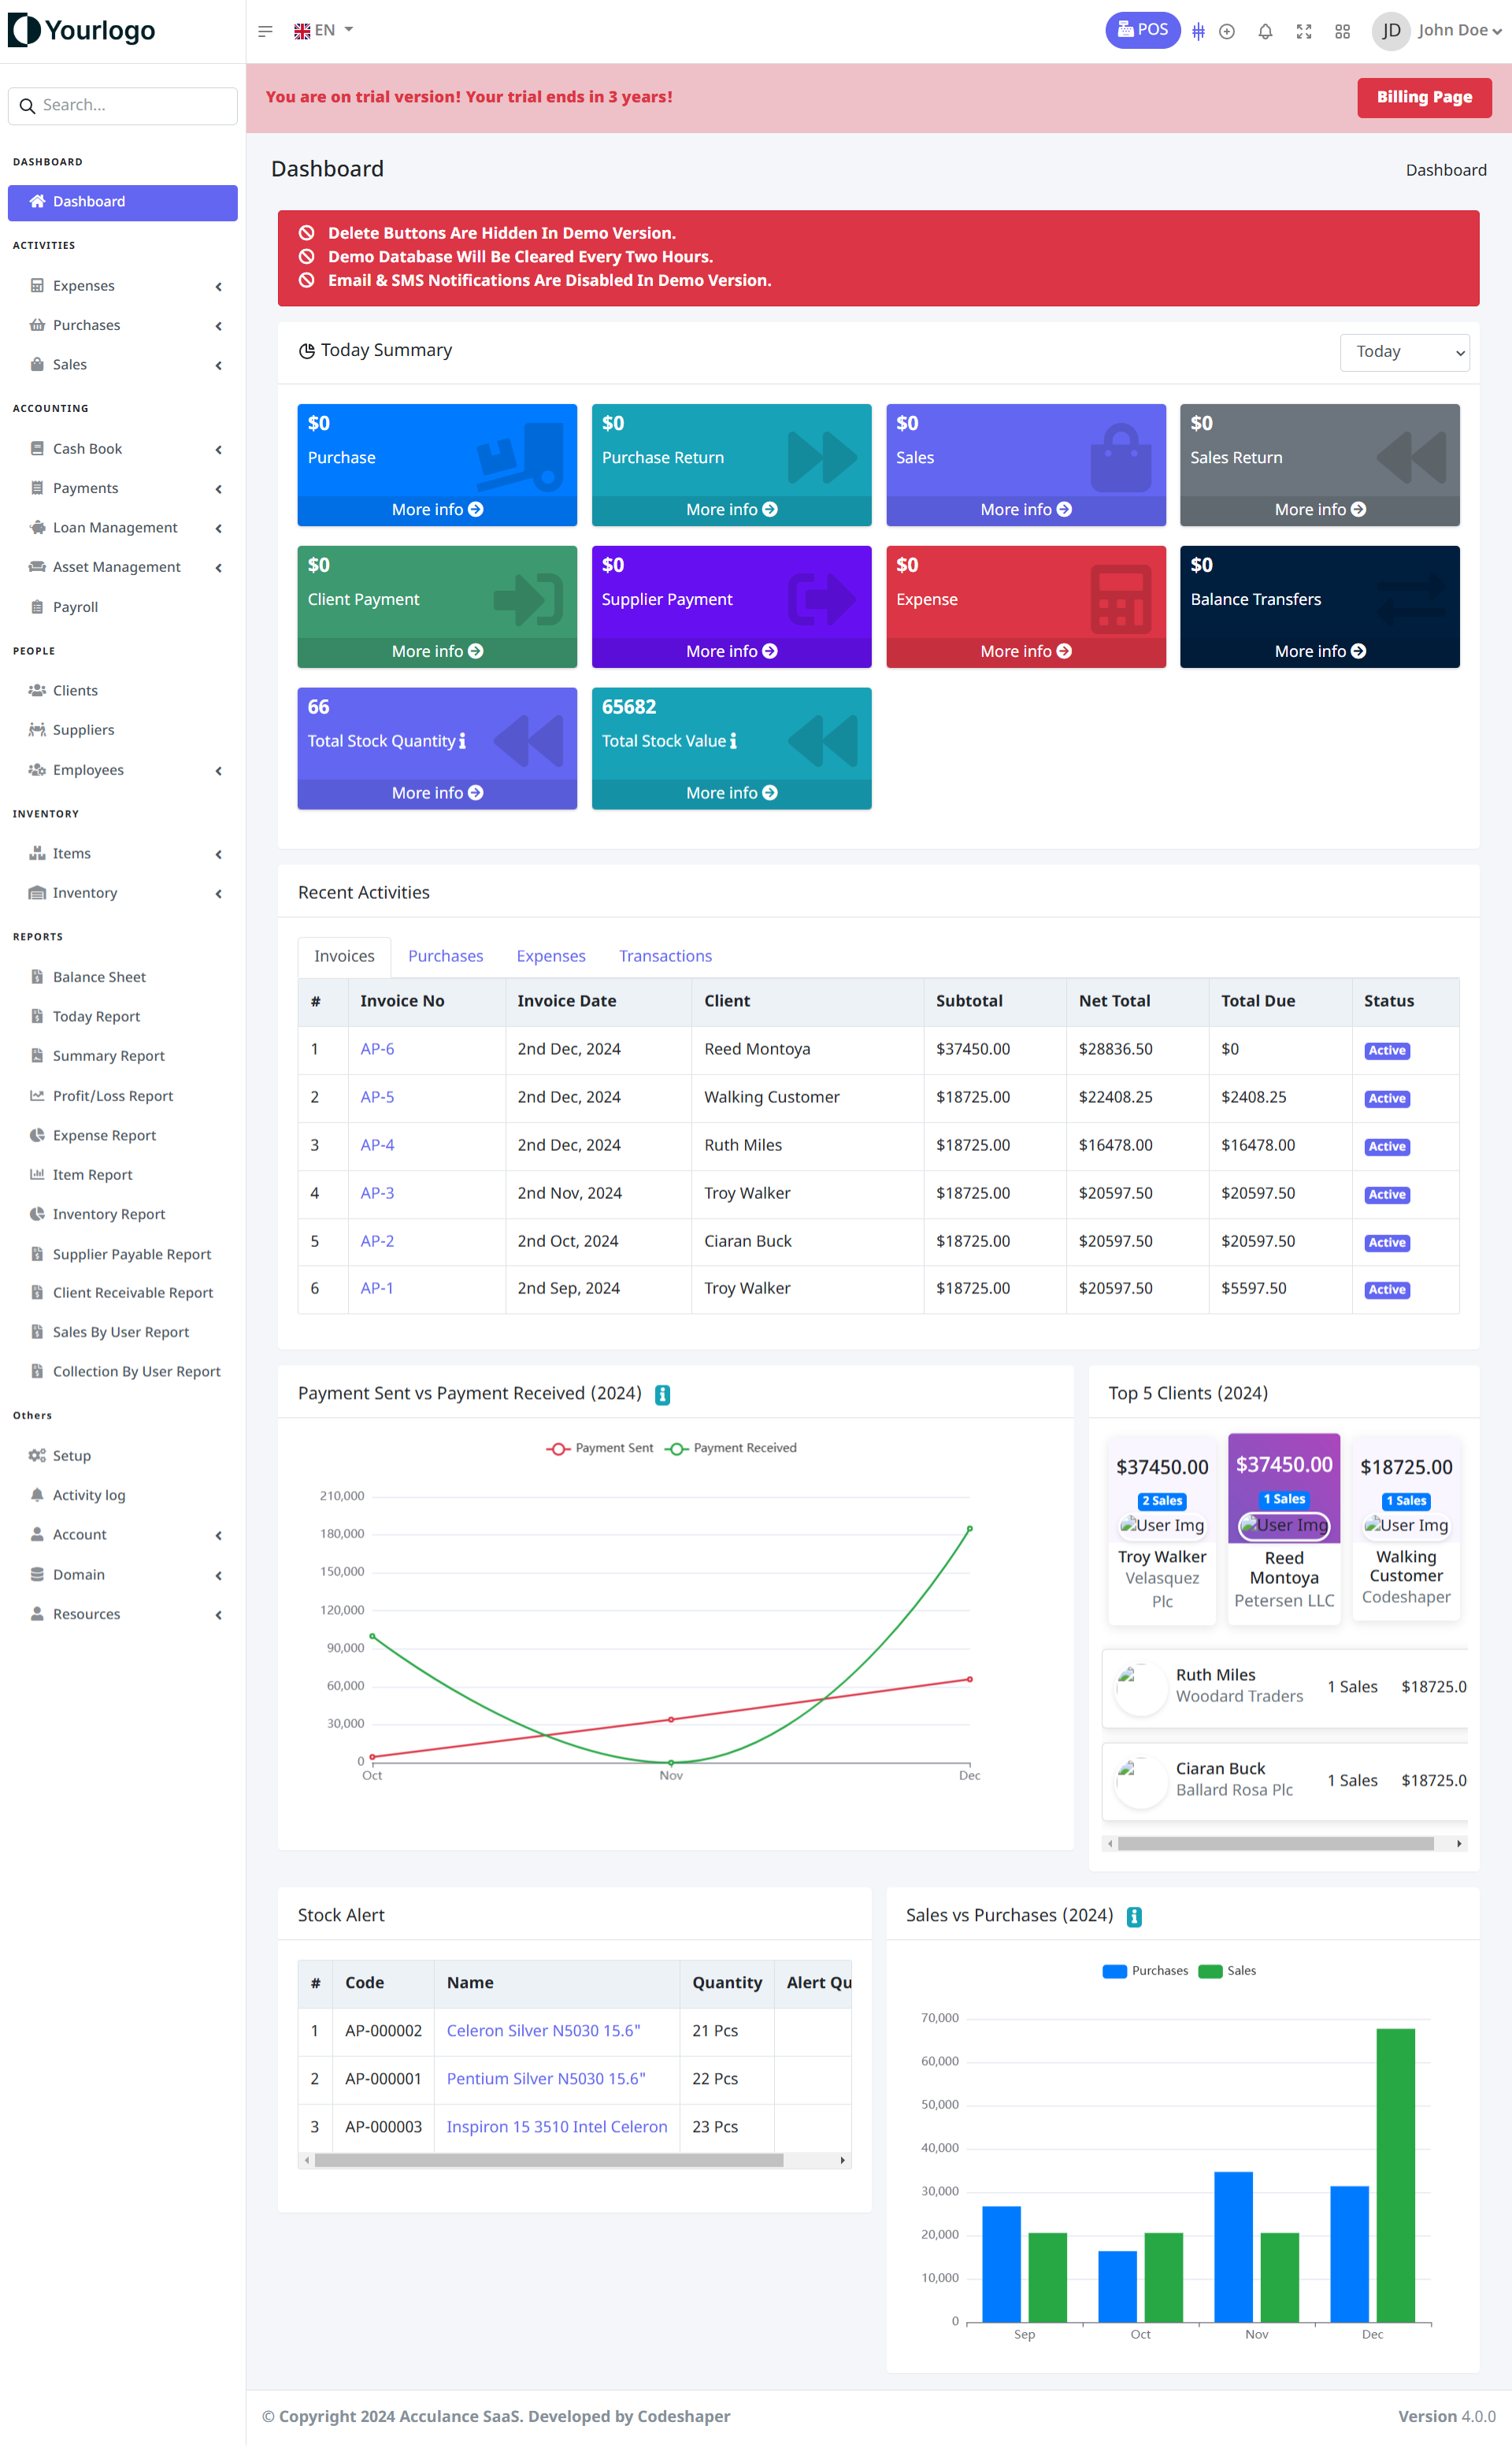 Yourlogo
EN
POS
JD
John Doe
Search...
You are on trial version! Your trial ends in 3 years!
Billing Page
DASHBOARD
Dashboard
ACTIVITIES
Expenses
Purchases
Sales
ACCOUNTING
Cash Book
Payments
Loan Management
Asset Management
Payroll
PEOPLE
Clients
Suppliers
Employees
INVENTORY
Items
Inventory
REPORTS
Balance Sheet
Today Report
Summary Report
Profit/Loss Report
Expense Report
Item Report
Inventory Report
Supplier Payable Report
Client Receivable Report
Sales By User Report
Collection By User Report
Others
Setup
Activity log
Account
Domain
Resources
Dashboard
Dashboard
Delete Buttons Are Hidden In Demo Version.
Demo Database Will Be Cleared Every Two Hours.
Email & SMS Notifications Are Disabled In Demo Version.
Today Summary
Today
$0
Purchase
More info
$0
Purchase Return
More info
$0
Sales
More info
$0
Sales Return
More info
$0
Client Payment
More info
$0
Supplier Payment
More info
$0
Expense
More info
$0
Balance Transfers
More info
66
Total Stock Quantity
More info
65682
Total Stock Value
More info
Recent Activities
Invoices Purchases Expenses Transactions
# Invoice No Invoice Date Client Subtotal Net Total Total Due Status
1 AP-6 2nd Dec, 2024 Reed Montoya $37450.00 $28836.50 $0 Active
2 AP-5 2nd Dec, 2024 Walking Customer $18725.00 $22408.25 $2408.25 Active
3 AP-4 2nd Dec, 2024 Ruth Miles $18725.00 $16478.00 $16478.00 Active
4 AP-3 2nd Nov, 2024 Troy Walker $18725.00 $20597.50 $20597.50 Active
5 AP-2 2nd Oct, 2024 Ciaran Buck $18725.00 $20597.50 $20597.50 Active
6 AP-1 2nd Sep, 2024 Troy Walker $18725.00 $20597.50 $5597.50 Active
Payment Sent vs Payment Received (2024)
Payment Sent Payment Received
210,000
180,000
150,000
120,000
90,000
60,000
30,000
0
Oct Nov Dec
Top 5 Clients (2024)
$37450.00
2 Sales
User Img
Troy Walker
Velasquez
Plc
$37450.00
1 Sales
User Img
Reed
Montoya
Petersen LLC
$18725.00
1 Sales
User Img
Walking
Customer
Codeshaper
Ruth Miles
Woodard Traders
1 Sales $18725.0
Ciaran Buck
Ballard Rosa Plc
1 Sales $18725.0
Stock Alert
# Code Name Quantity Alert Qu
1 AP-000002 Celeron Silver N5030 15.6" 21 Pcs
2 AP-000001 Pentium Silver N5030 15.6" 22 Pcs
3 AP-000003 Inspiron 15 3510 Intel Celeron 23 Pcs
Sales vs Purchases (2024)
Purchases Sales
70,000
60,000
50,000
40,000
30,000
20,000
10,000
0
Sep Oct Nov Dec
© Copyright 2024 Acculance SaaS. Developed by Codeshaper
Version 4.0.0